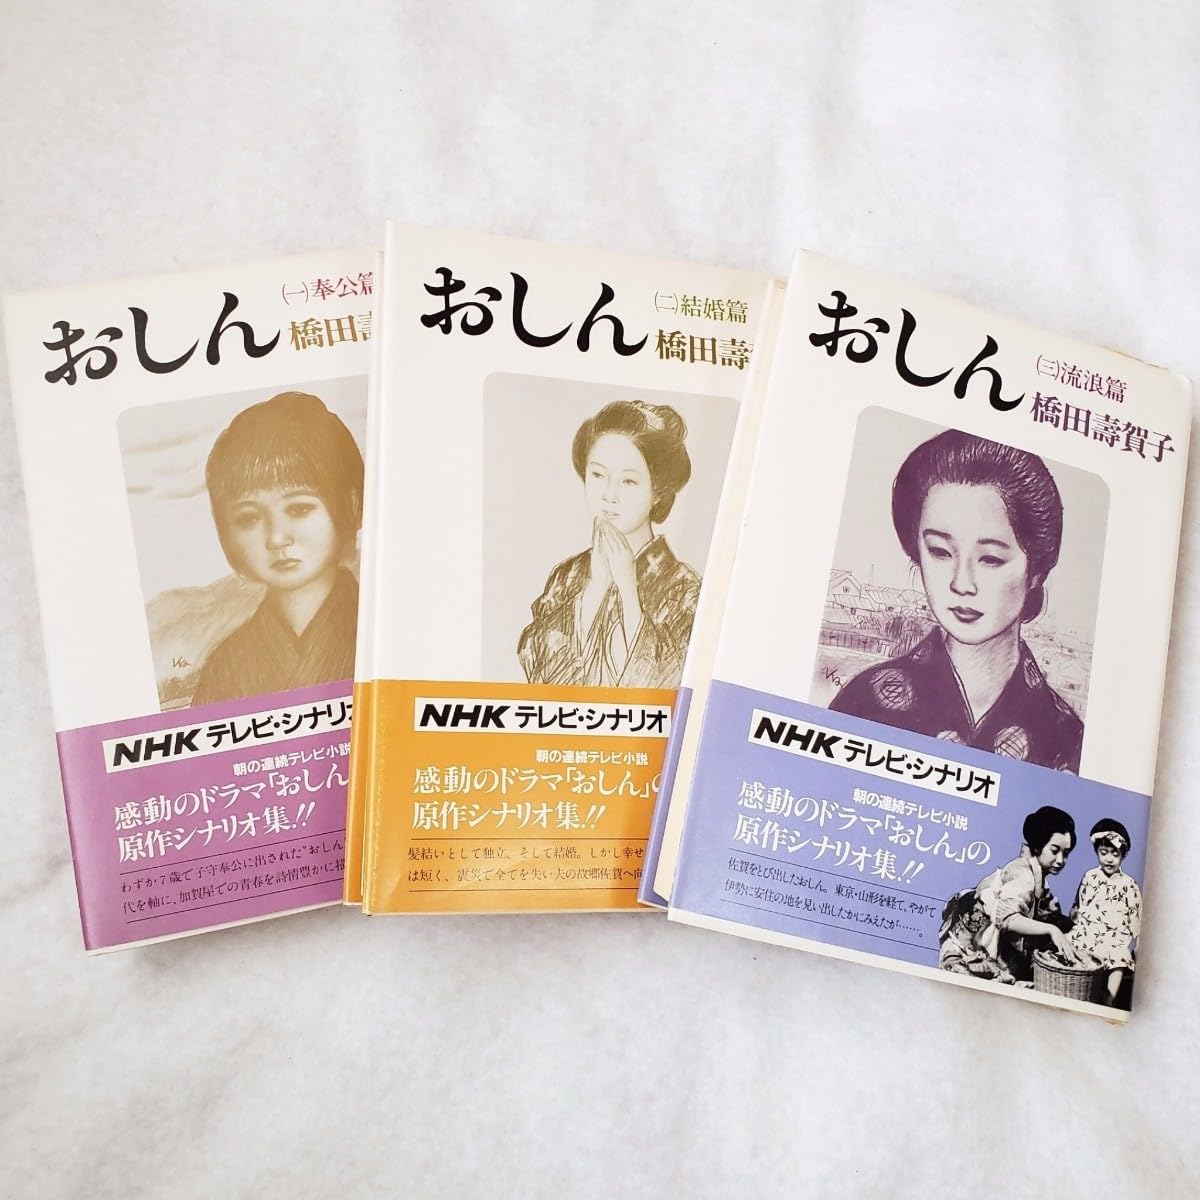 おしん
㈠奉公篇
橋田壽
NHKテレビ・シナリオ
朝の連続テレビ小説
感動のドラマ「おしん
原作シナリオ集!!
わずか7歳で子守奉公に出された"おしん
代を軸に、加賀屋での青春を詩情豊かに描
おしん
㈡結婚篇
橋田壽
NHKテレビ・シナリオ
朝の連続テレビ小説
感動のドラマ「おしん」の
原作シナリオ集!!
髪結いとして独立、そして結婚。しかし幸せ
は短く、震災で全てを失い夫の故郷佐賀へ向
おしん
㈢流浪篇
橋田壽賀子
NHKテレビ・シナリオ
朝の連続テレビ小説
感動のドラマ「おしん」の
原作シナリオ集!!
佐賀をとび出したおしん。東京・山形を経て、やがて
伊勢に安住の地を見い出したかにみえたが……。